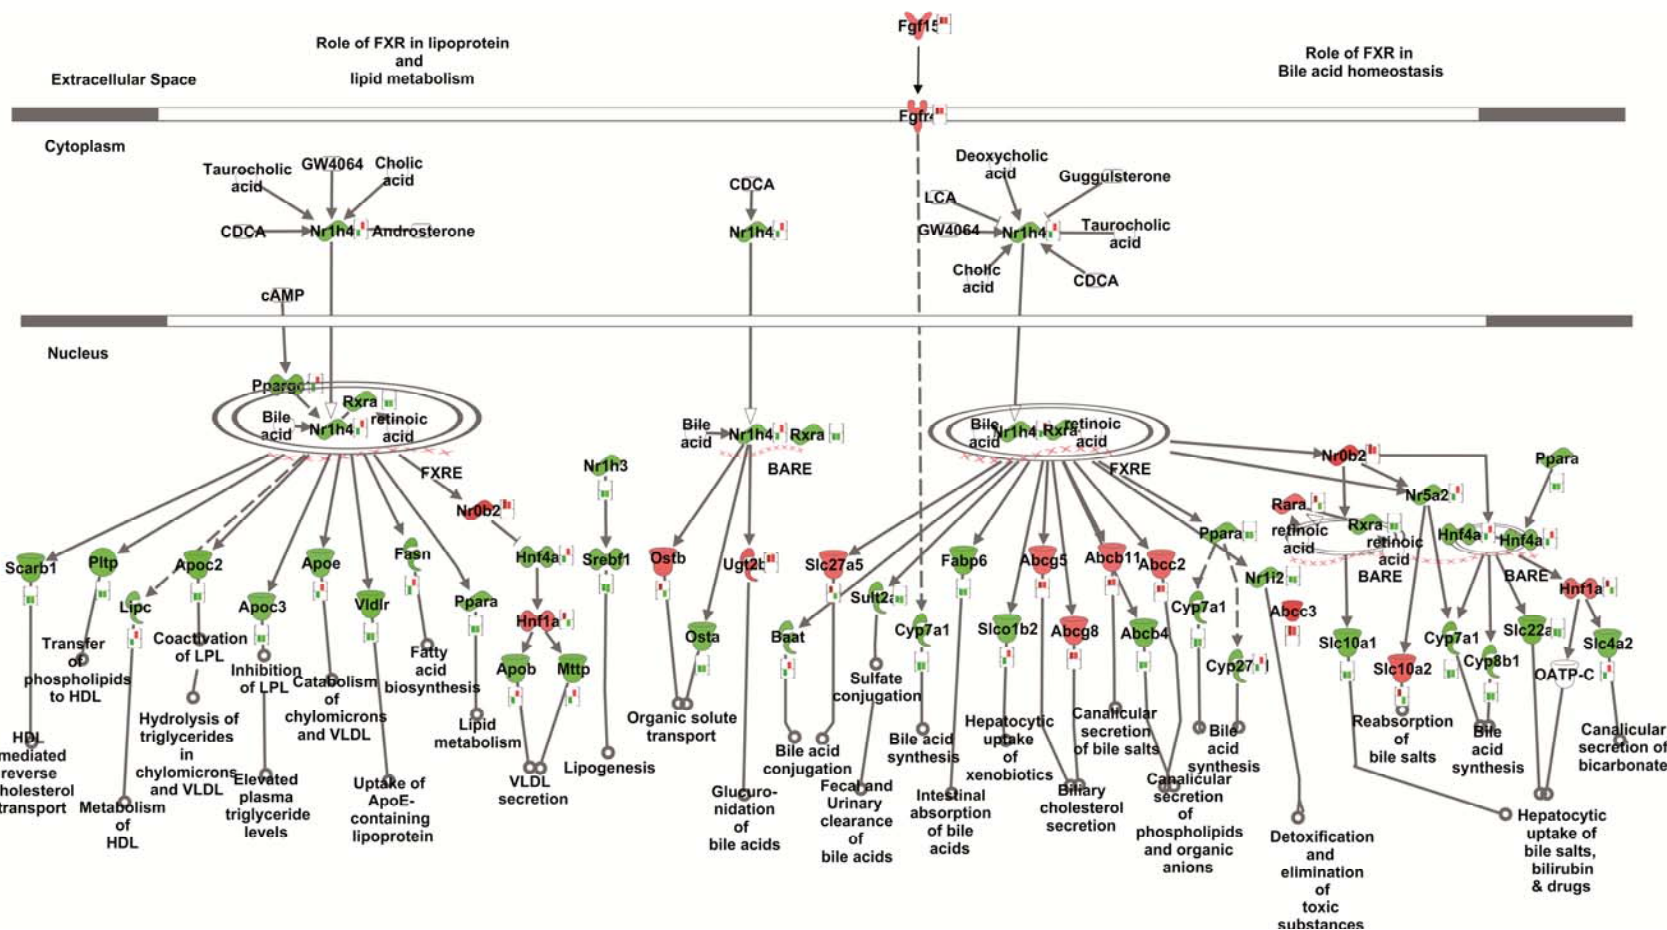 Fgf15
Role of FXR in lipoprotein
and
lipid metabolism
Role of FXR in
Bile acid homeostasis
Extracellular Space
Fgfr4
Cytoplasm
Taurocholic
acid
GW4064
Cholic
acid
CDCA
Nr1h4
Androsterone
CDCA
Nr1h4
Deoxycholic
acid
Guggulsterone
LCA
GW4064
Nr1h4
Taurocholic
acid
Cholic
acid
CDCA
cAMP
Nucleus
Pparg
Rxra
Bile
acid
Nr1h4
retinoic
acid
FXRE
Bile
acid
Nr1h4
Rxra
BARE
Bile
acid
Nr1h4
Rxra
retinoic
acid
FXRE
Nr0b2
Nr1h3
Nr0b2
Ppara
Nr5a2
Rara
retinoic
acid
Rxra
retinoic
acid
BARE
Hnf4a
Hnf4a
BARE
Scarb1
Pltp
Apoc2
Apoe
Fasn
Hnf4a
Srebf1
Ostb
Ugt2b
Slc27a5
Fabp6
Abcg5
Abcb11
Abcc2
Ppara
Nr1i2
Hnf1a
Lipc
Apoc3
Vldlr
Ppara
Hnf1a
Sult2a
Cyp7a1
Abcc3
Osta
Baat
Cyp7a1
Slco1b2
Abcg8
Abcb4
Slc10a1
Cyp7a1
Slc22a
Slc4a2
Apob
Mttp
Cyp27
Slc10a2
Cyp8b1
OATP-C
Transfer
of
phospholipids
to HDL
Coactivation
of LPL
Inhibition
of LPL
Catabolism
of
chylomicrons
and VLDL
Fatty
acid
biosynthesis
Sulfate
conjugation
HDL
mediated
reverse
cholesterol
transport
Metabolism
of
HDL
Hydrolysis of
triglycerides
in
chylomicrons
and VLDL
Elevated
plasma
triglyceride
levels
Uptake of
ApoE-
containing
lipoprotein
Lipid
metabolism
VLDL
secretion
Lipogenesis
Organic solute
transport
Glucuro-
nidation
of
bile acids
Bile acid
conjugation
Fecal and
Urinary
clearance
of
bile acids
Bile acid
synthesis
Intestinal
absorption
of bile
acids
Hepatocytic
uptake
of
xenobiotics
Biliary
cholesterol
secretion
Canalicular
secretion
of bile salts
Canalicular
secretion
of
phospholipids
and organic
anions
Bile
acid
synthesis
Detoxification
and
elimination
of
toxic
substances
Reabsorption
of
bile salts
Bile
acid
synthesis
Hepatocytic
uptake of
bile salts,
bilirubin
& drugs
Canalicular
secretion of
bicarbonate